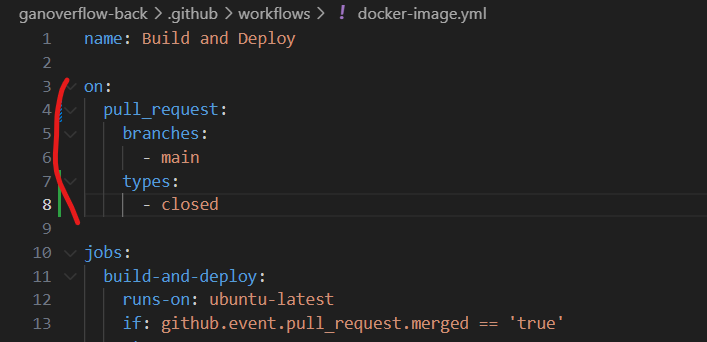 ganoverflow-back > .github > workflows > ! docker-image.yml
1 name: Build and Deploy
2
3 on:
4 pull_request:
5 branches:
6 - main
7 types:
8 - closed
9
10 jobs:
11 build-and-deploy:
12 runs-on: ubuntu-latest
13 if: github.event.pull_request.merged == 'true'